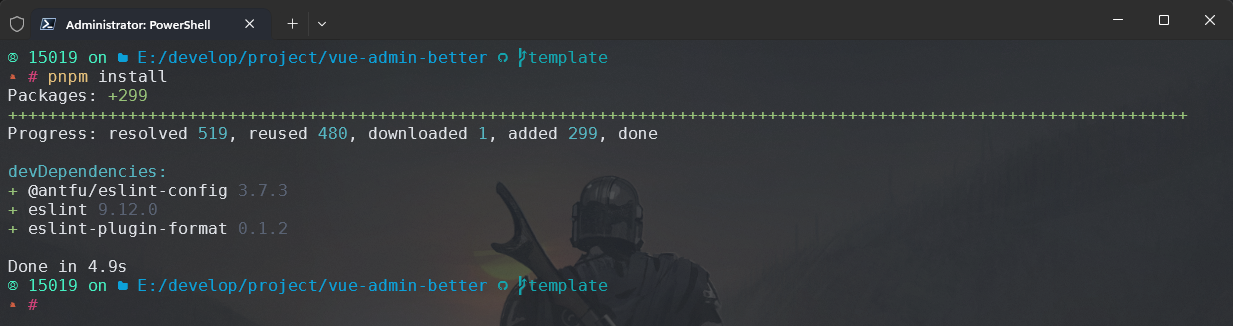 Administrator: PowerShell
15019 on E:/develop/project/vue-admin-better template
# pnpm install
Packages: +299
++++++++++++++++++++++++++++++++++++++++++++++++++++++++++++++++++++++++++++++++++++++++++++++++++++++++++++++++++++++
Progress: resolved 519, reused 480, downloaded 1, added 299, done
devDependencies:
+ @antfu/eslint-config 3.7.3
+ eslint 9.12.0
+ eslint-plugin-format 0.1.2
Done in 4.9s
15019 on E:/develop/project/vue-admin-better template
#